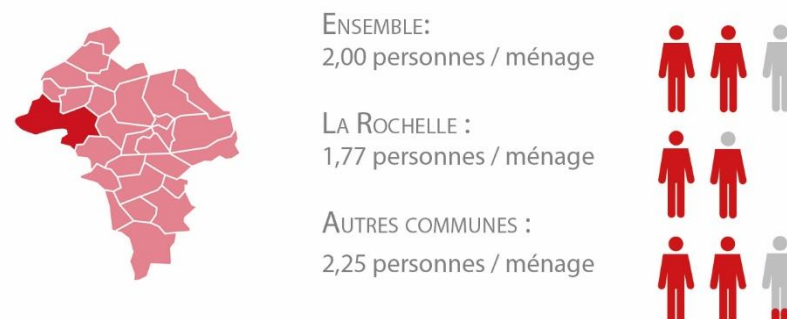 ENSEMBLE:
2,00 personnes / ménage
LA ROCHELLE :
1,77 personnes / ménage
AUTRES COMMUNES :
2,25 personnes / ménage